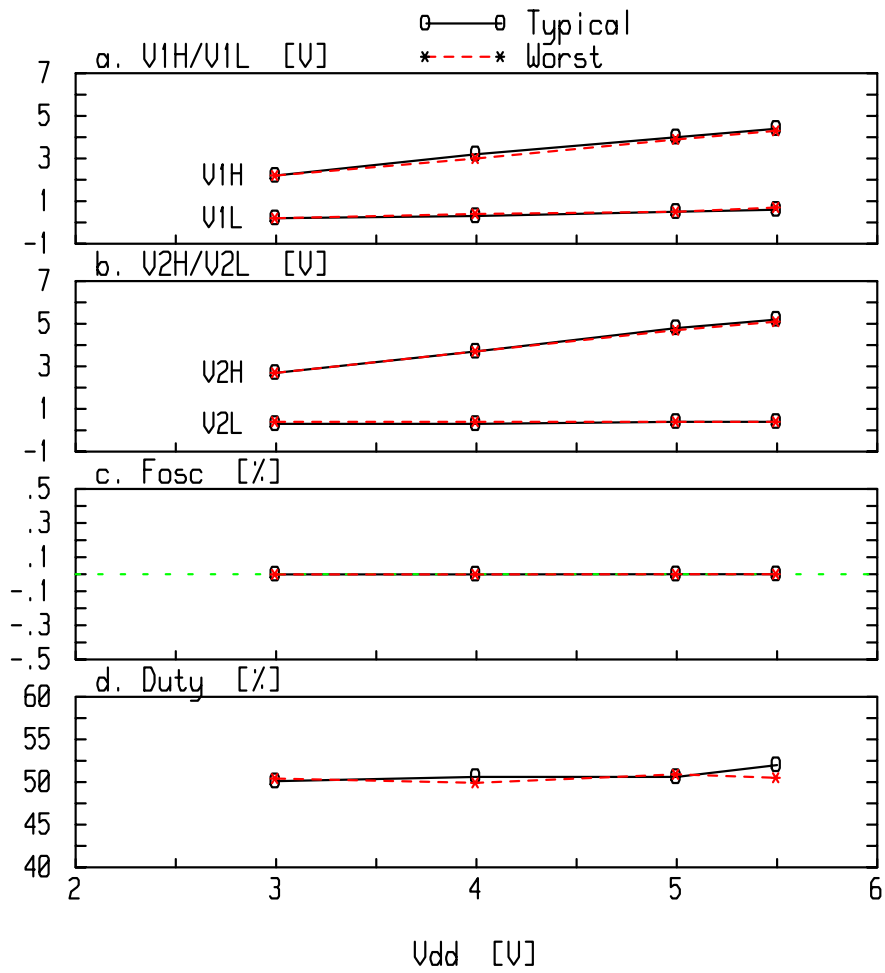 Typical
Worst
a. V1H/V1L [V]
7
5
3
1
-1
V1H
V1L
b. V2H/V2L [V]
7
5
3
1
-1
V2H
V2L
c. Fosc [%]
.5
.3
.1
-.1
-.3
-.5
d. Duty [%]
60
55
50
45
40
2 3 4 5 6
Vdd [V]